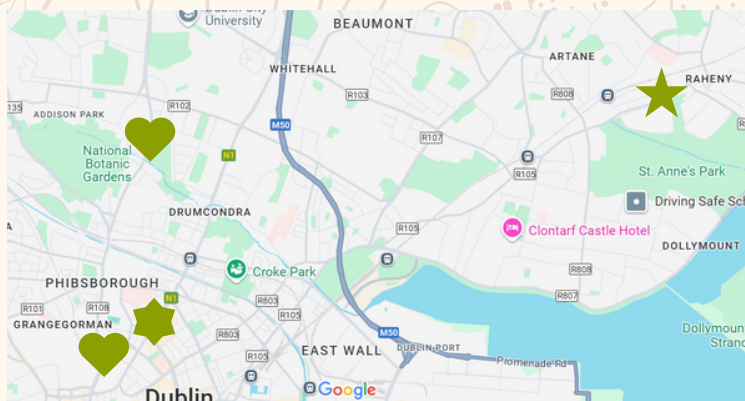 Dublin City
University
BEAUMONT
WHITEHALL
ARTANE
RAHENY
R103
R808
135
R102
ADDISON PARK
M50
R107
National
Botanic
Gardens
N1
R105
St. Anne's Park
Driving Safe Sch
DRUMCONDRA
R105
Clontarf Castle Hotel
DOLLYMOUNT
Croke Park
R808
PHIBSBOROUGH
N1
R807
R101
R108
R803
R105
GRANGEGORMAN
R803
M50
Dollymoun
Strand
EAST WALL
DUBLIN PORT
R105
Promenade Rd
Dublin
Google